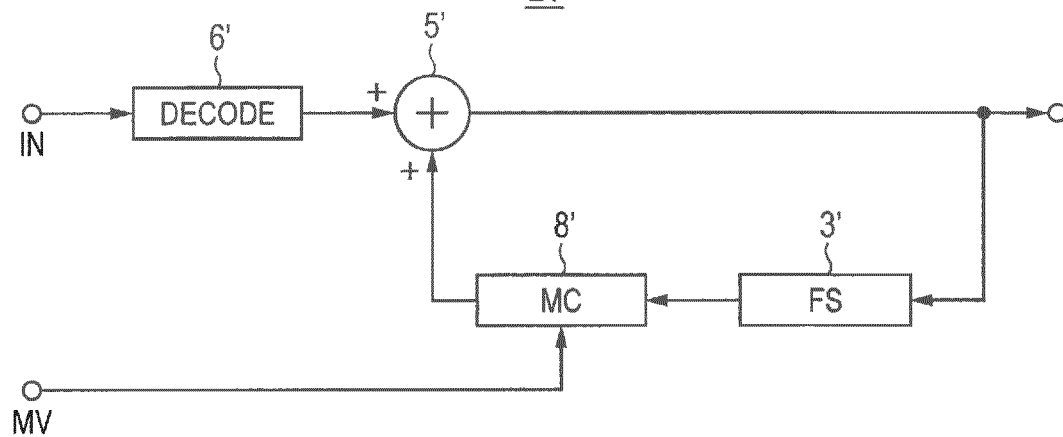 6'
5'
DECODE
+
+
IN
+
8'
3'
MC
FS
MV